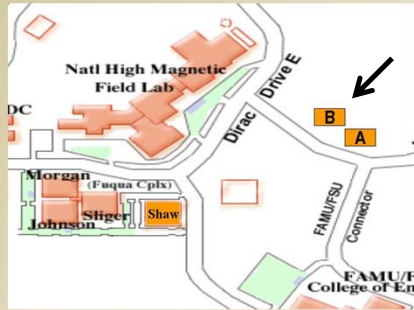 Natl High Magnetic
Field Lab
DC
Dirac
Drive E
B
A
Morgan
(Fuqua Cplx)
Sliger
Shaw
Johnson
FAMU/FSU
Connector
FAMU/F
College of En